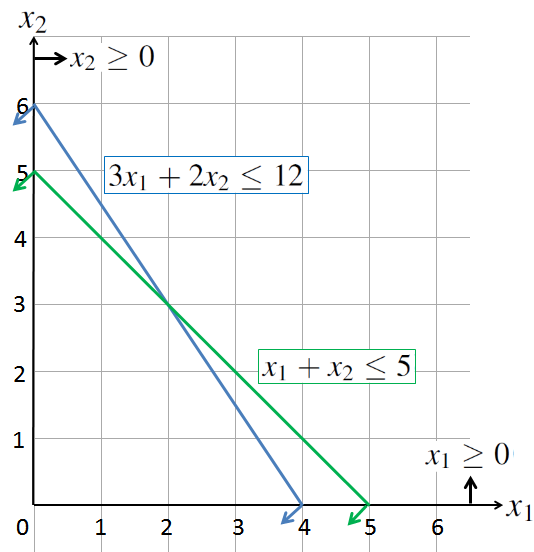 x₂
x₂ ≥ 0
6
3x₁ + 2x₂ ≤ 12
5
4
3
2
x₁ + x₂ ≤ 5
1
x₁ ≥ 0
x₁
0 1 2 3 4 5 6